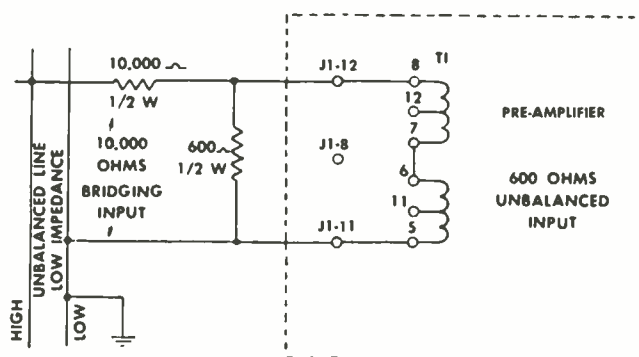 10,000 ⌒
1/2 W
10,000
OHMS
BRIDGING
INPUT
600 ⌒
1/2 W
HIGH
UNBALANCED LINE
LOW IMPEDANCE
LOW
J1-12
J1-8
J1-11
8
T1
12
7
6
11
5
PRE-AMPLIFIER
600 OHMS
UNBALANCED
INPUT